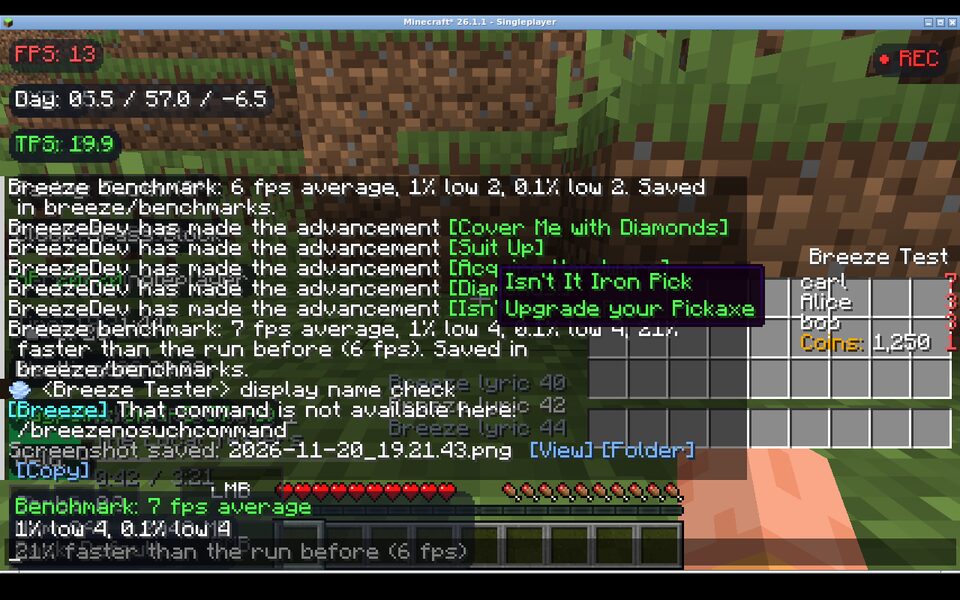 Minecraft* 26.1.1 - Singleplayer
FPS: 13
REC
Day: 05.5 / 57.0 / -6.5
TPS: 19.9
Breeze benchmark: 6 fps average, 1% low 2, 0.1% low 2. Saved
in breeze/benchmarks.
BreezeDev has made the advancement [Cover Me with Diamonds]
BreezeDev has made the advancement [Suit Up]
BreezeDev has made the advancement [Acq
BreezeDev has made the advancement [Diam
BreezeDev has made the advancement [Isn'
Isn't It Iron Pick
Upgrade your Pickaxe
Breeze benchmark: 7 fps average, 1% low 4, 0.1% low 4, 21%
faster than the run before (6 fps). Saved in
breeze/benchmarks.
Breeze Test
carl 7
Alice 3
bob
Coins: 1,250 1
<Breeze Tester> display name check
Breeze lyric 40
Breeze lyric 42
Breeze lyric 44
[Breeze] That command is not available here:
/breezenosuchcommand
Screenshot saved: 2026-11-20_19.21.43.png [View] [Folder]
[Copy]
LMB
Benchmark: 7 fps average
1% low 4, 0.1% low 4
21% faster than the run before (6 fps)